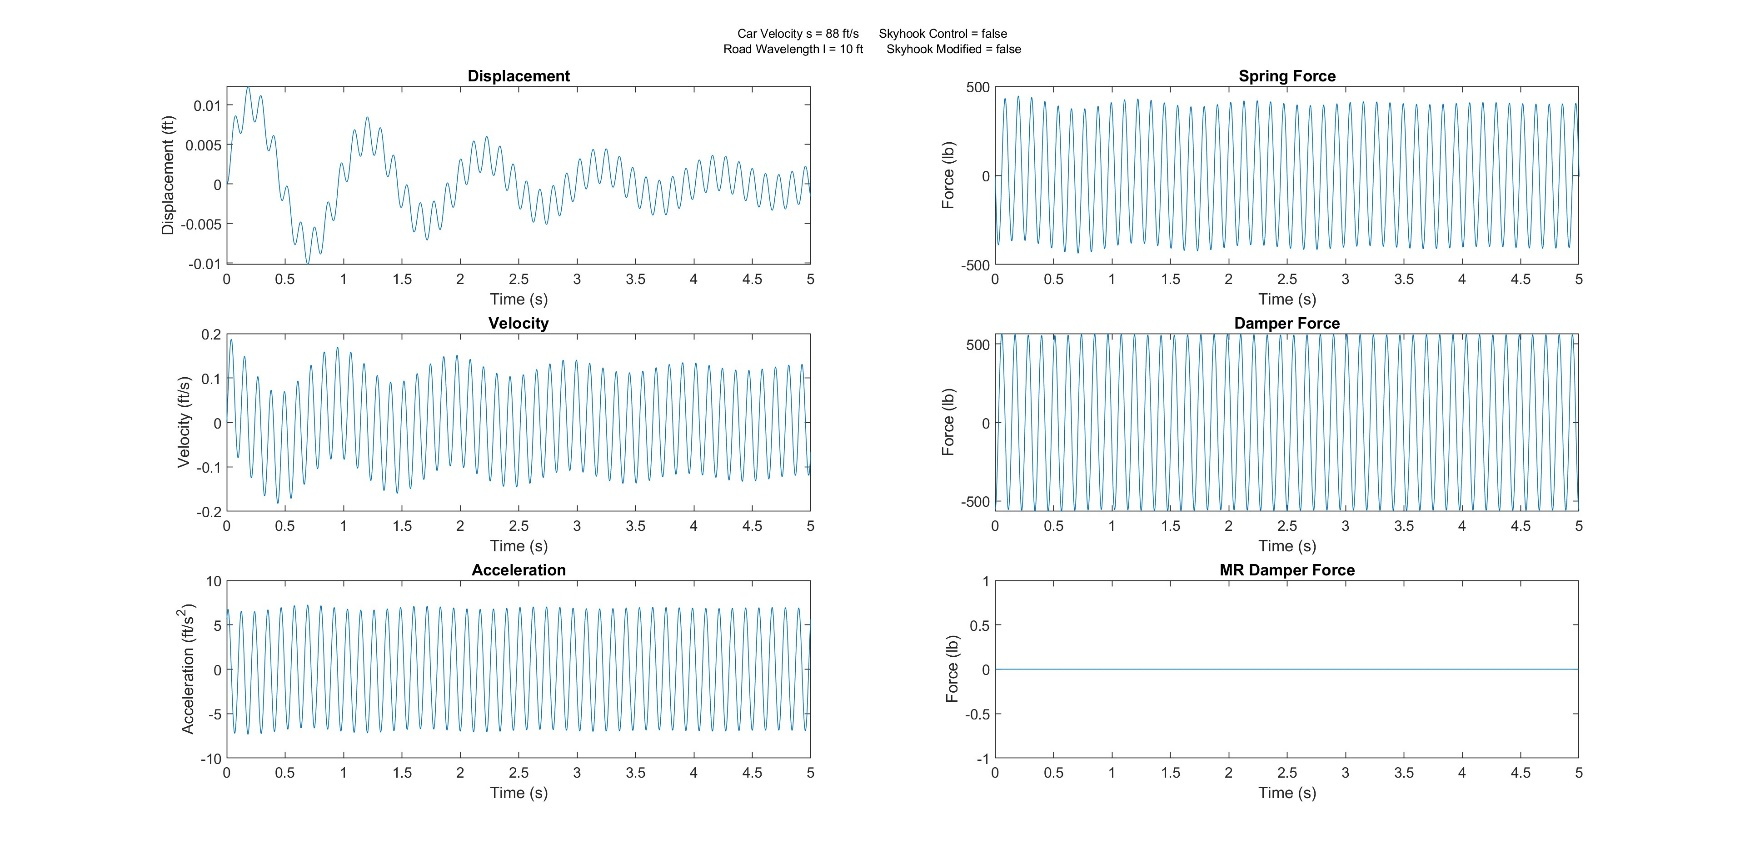 Car Velocity s = 88 ft/s Skyhook Control = false
Road Wavelength l = 10 ft Skyhook Modified = false
Displacement
Displacement (ft)
0.01
0.005
0
-0.005
-0.01
0 0.5 1 1.5 2 2.5 3 3.5 4 4.5 5
Time (s)
Spring Force
Force (lb)
500
0
-500
0 0.5 1 1.5 2 2.5 3 3.5 4 4.5 5
Time (s)
Velocity
Velocity (ft/s)
0.2
0.1
0
-0.1
-0.2
0 0.5 1 1.5 2 2.5 3 3.5 4 4.5 5
Time (s)
Damper Force
Force (lb)
500
0
-500
0 0.5 1 1.5 2 2.5 3 3.5 4 4.5 5
Time (s)
Acceleration
Acceleration (ft/s²)
10
5
0
-5
-10
0 0.5 1 1.5 2 2.5 3 3.5 4 4.5 5
Time (s)
MR Damper Force
Force (lb)
1
0.5
0
-0.5
-1
0 0.5 1 1.5 2 2.5 3 3.5 4 4.5 5
Time (s)